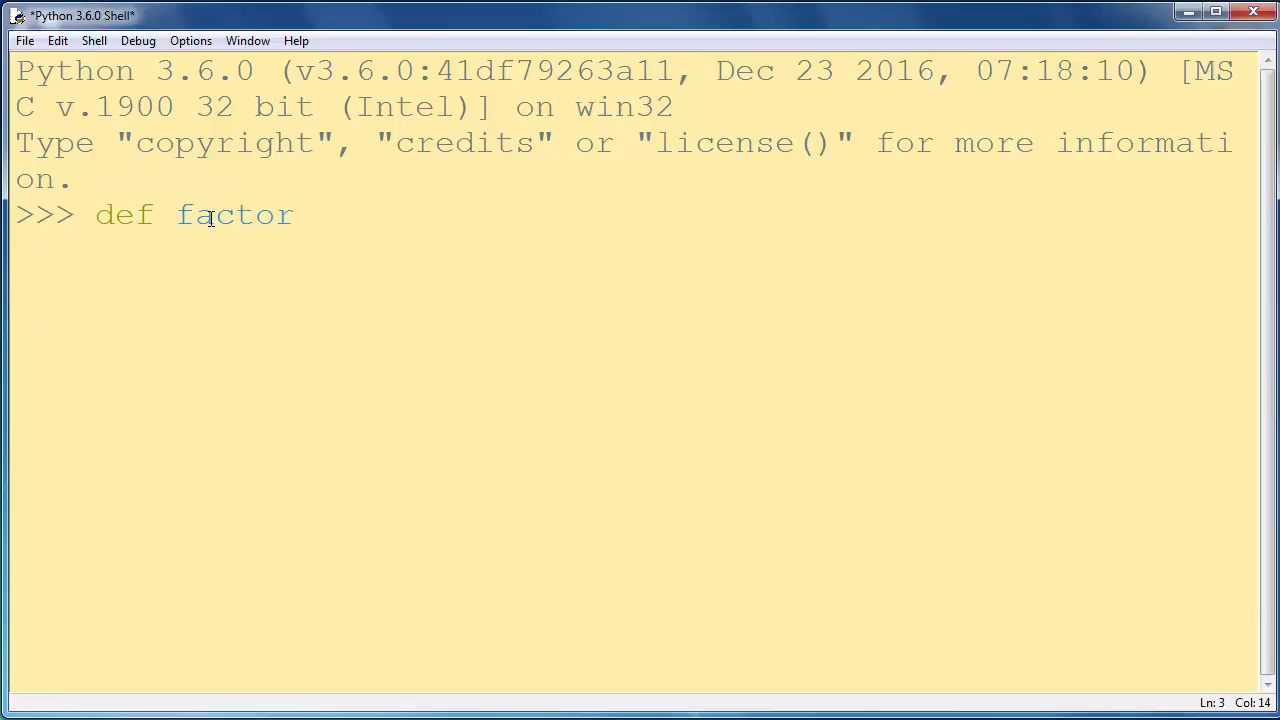 *Python 3.6.0 Shell*
File Edit Shell Debug Options Window Help
Python 3.6.0 (v3.6.0:41df79263a11, Dec 23 2016, 07:18:10) [MS
C v.1900 32 bit (Intel)] on win32
Type "copyright", "credits" or "license()" for more informati
on.
>>> def factor
Ln: 3 Col: 14